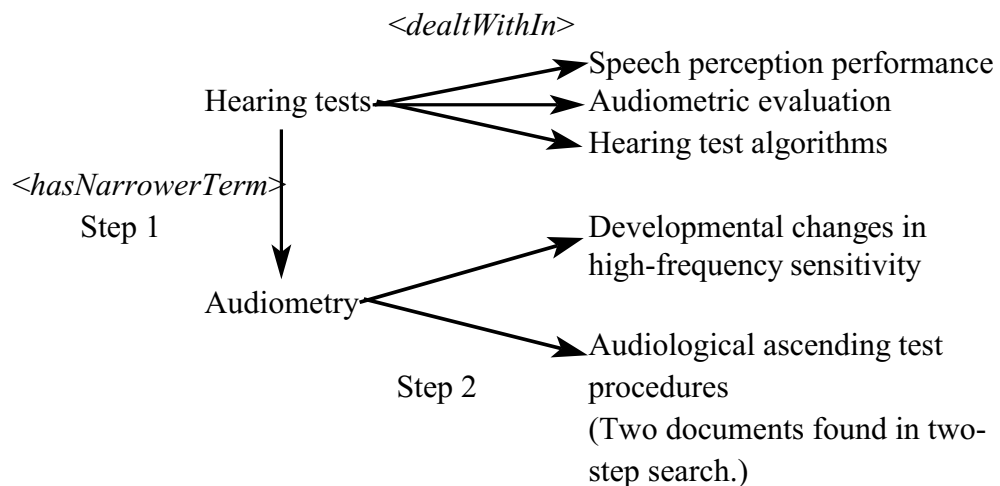 <dealtWithIn>
Speech perception performance
Hearing tests
Audiometric evaluation
Hearing test algorithms
<hasNarrowerTerm>
Step 1
Developmental changes in
high-frequency sensitivity
Audiometry
Audiological ascending test
procedures
Step 2
(Two documents found in two-
step search.)